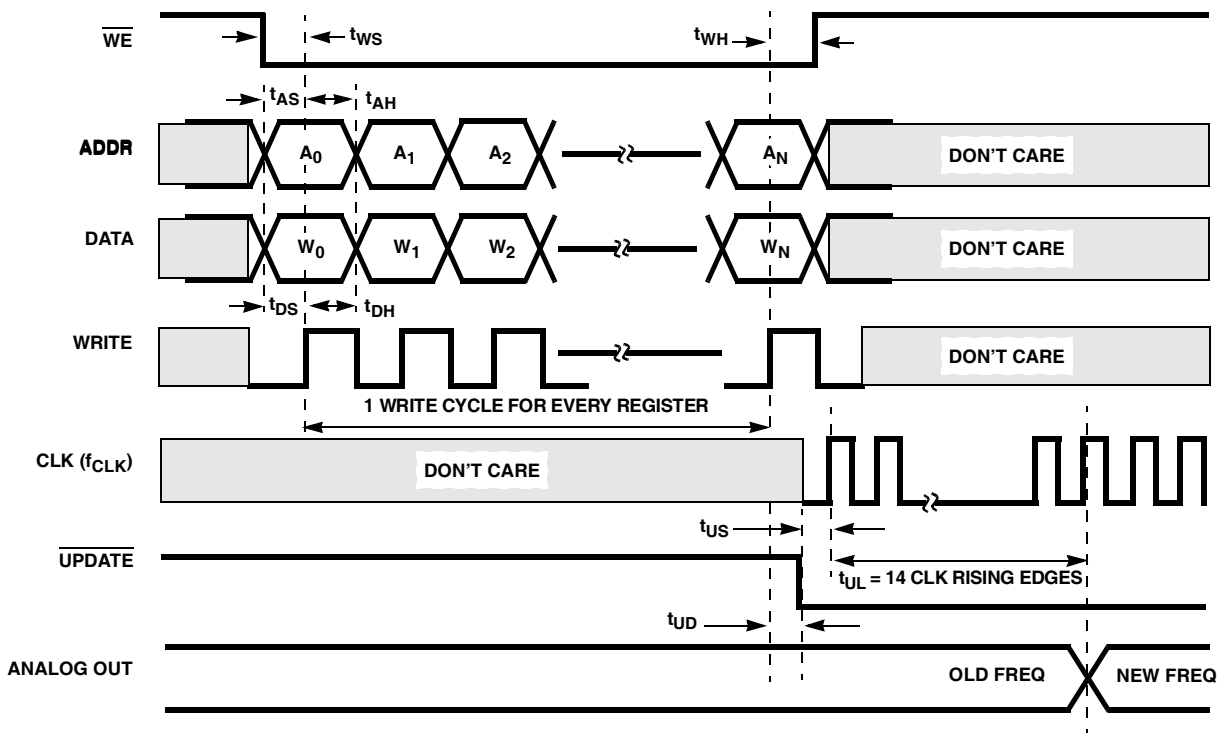 WE
tWS
tWH
tAS
tAH
ADDR
A0
A1
A2
AN
DON'T CARE
DATA
W0
W1
W2
WN
DON'T CARE
tDS
tDH
WRITE
DON'T CARE
1 WRITE CYCLE FOR EVERY REGISTER
CLK (fCLK)
DON'T CARE
tUS
UPDATE
tUL = 14 CLK RISING EDGES
tUD
ANALOG OUT
OLD FREQ
NEW FREQ